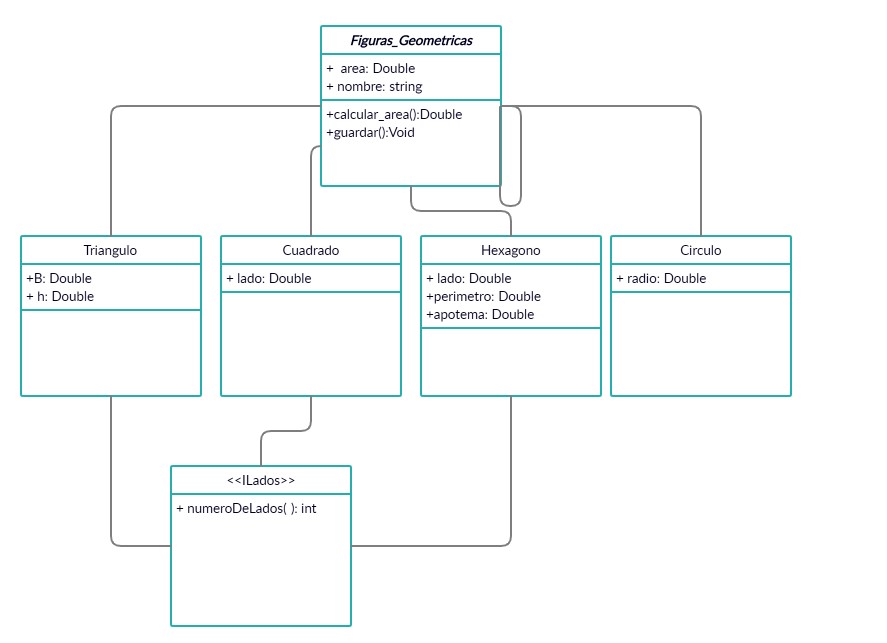 Figuras_Geometricas
+ area: Double
+ nombre: string
+calcular_area():Double
+guardar():Void
Triangulo
+B: Double
+ h: Double
Cuadrado
+ lado: Double
Hexagono
+ lado: Double
+perimetro: Double
+apotema: Double
Circulo
+ radio: Double
<<ILados>>
+ numeroDeLados( ): int